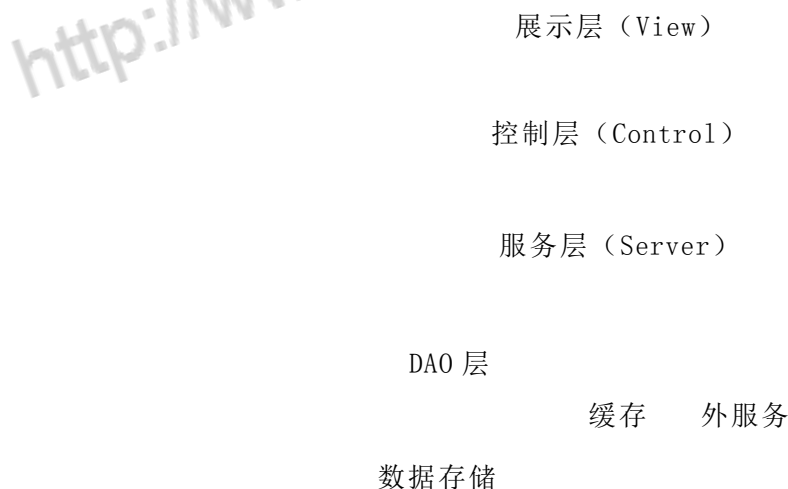 http://w
展示层（View）
控制层（Control）
服务层（Server）
DAO 层
缓存 外服务
数据存储